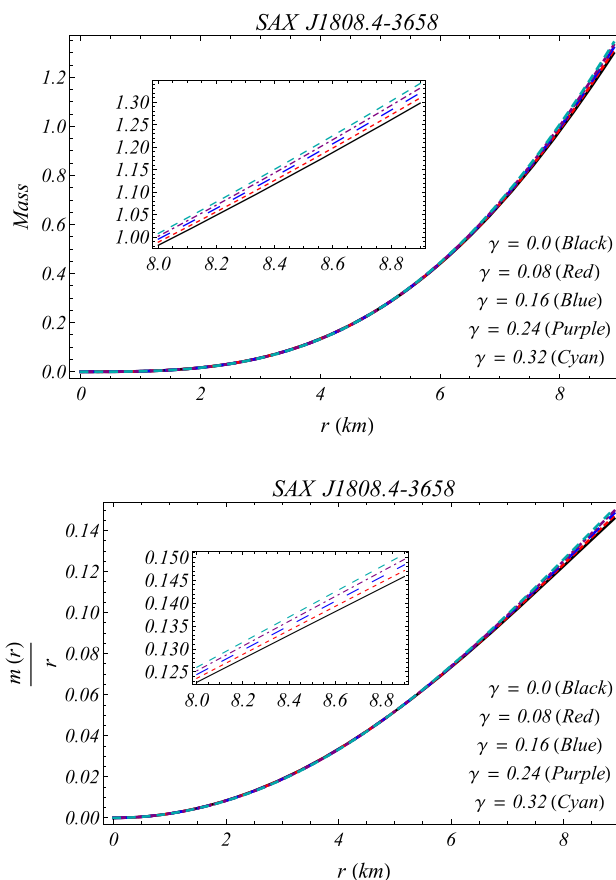 SAX J1808.4-3658
1.2
1.0
0.8
0.6
0.4
0.2
0.0
Mass
1.30
1.25
1.20
1.15
1.10
1.05
1.00
8.0 8.2 8.4 8.6 8.8
γ = 0.0 (Black)
γ = 0.08 (Red)
γ = 0.16 (Blue)
γ = 0.24 (Purple)
γ = 0.32 (Cyan)
0 2 4 6 8
r (km)
SAX J1808.4-3658
0.14
0.12
0.10
0.08
0.06
0.04
0.02
0.00
m (r)
r
0.150
0.145
0.140
0.135
0.130
0.125
8.0 8.2 8.4 8.6 8.8
γ = 0.0 (Black)
γ = 0.08 (Red)
γ = 0.16 (Blue)
γ = 0.24 (Purple)
γ = 0.32 (Cyan)
0 2 4 6 8
r (km)